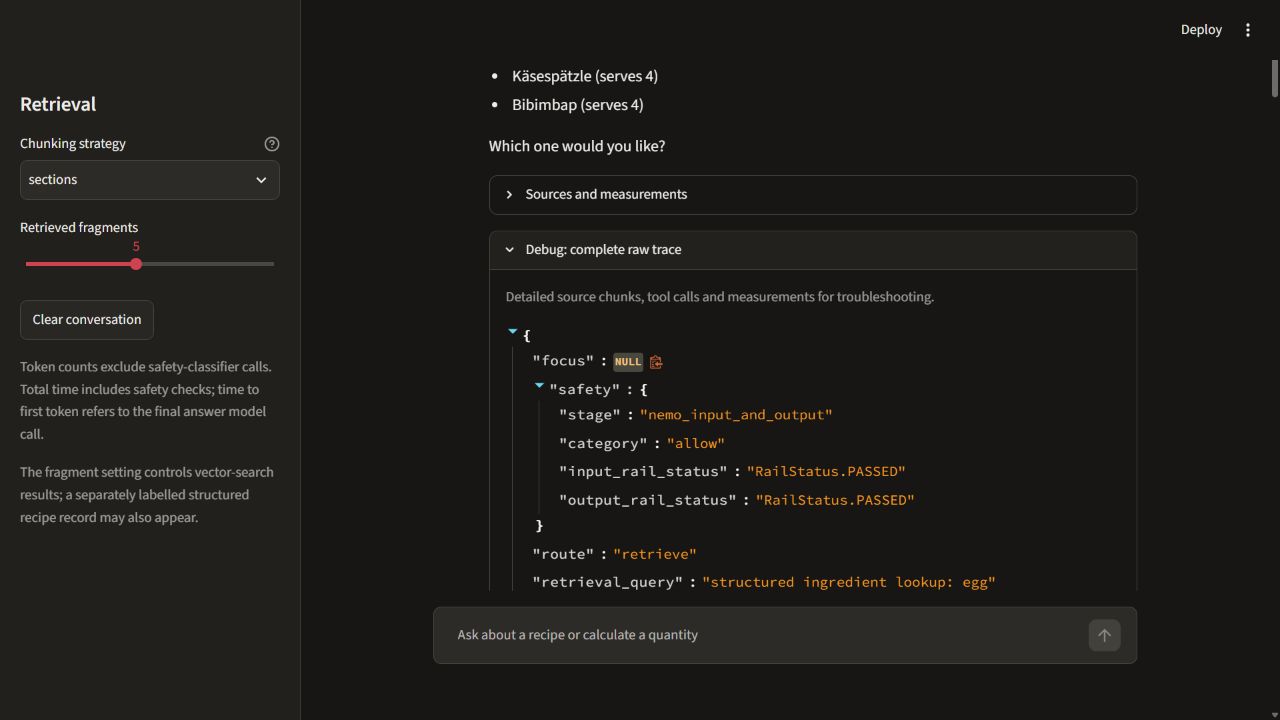 Deploy
Retrieval
Chunking strategy
sections
Retrieved fragments
5
Clear conversation
Token counts exclude safety-classifier calls.
Total time includes safety checks; time to
first token refers to the final answer model
call.
The fragment setting controls vector-search
results; a separately labelled structured
recipe record may also appear.
• Käsespätzle (serves 4)
• Bibimbap (serves 4)
Which one would you like?
Sources and measurements
Debug: complete raw trace
Detailed source chunks, tool calls and measurements for troubleshooting.
{
"focus" : NULL
"safety" : {
"stage" : "nemo_input_and_output"
"category" : "allow"
"input_rail_status" : "RailStatus.PASSED"
"output_rail_status" : "RailStatus.PASSED"
}
"route" : "retrieve"
"retrieval_query" : "structured ingredient lookup: egg"
Ask about a recipe or calculate a quantity